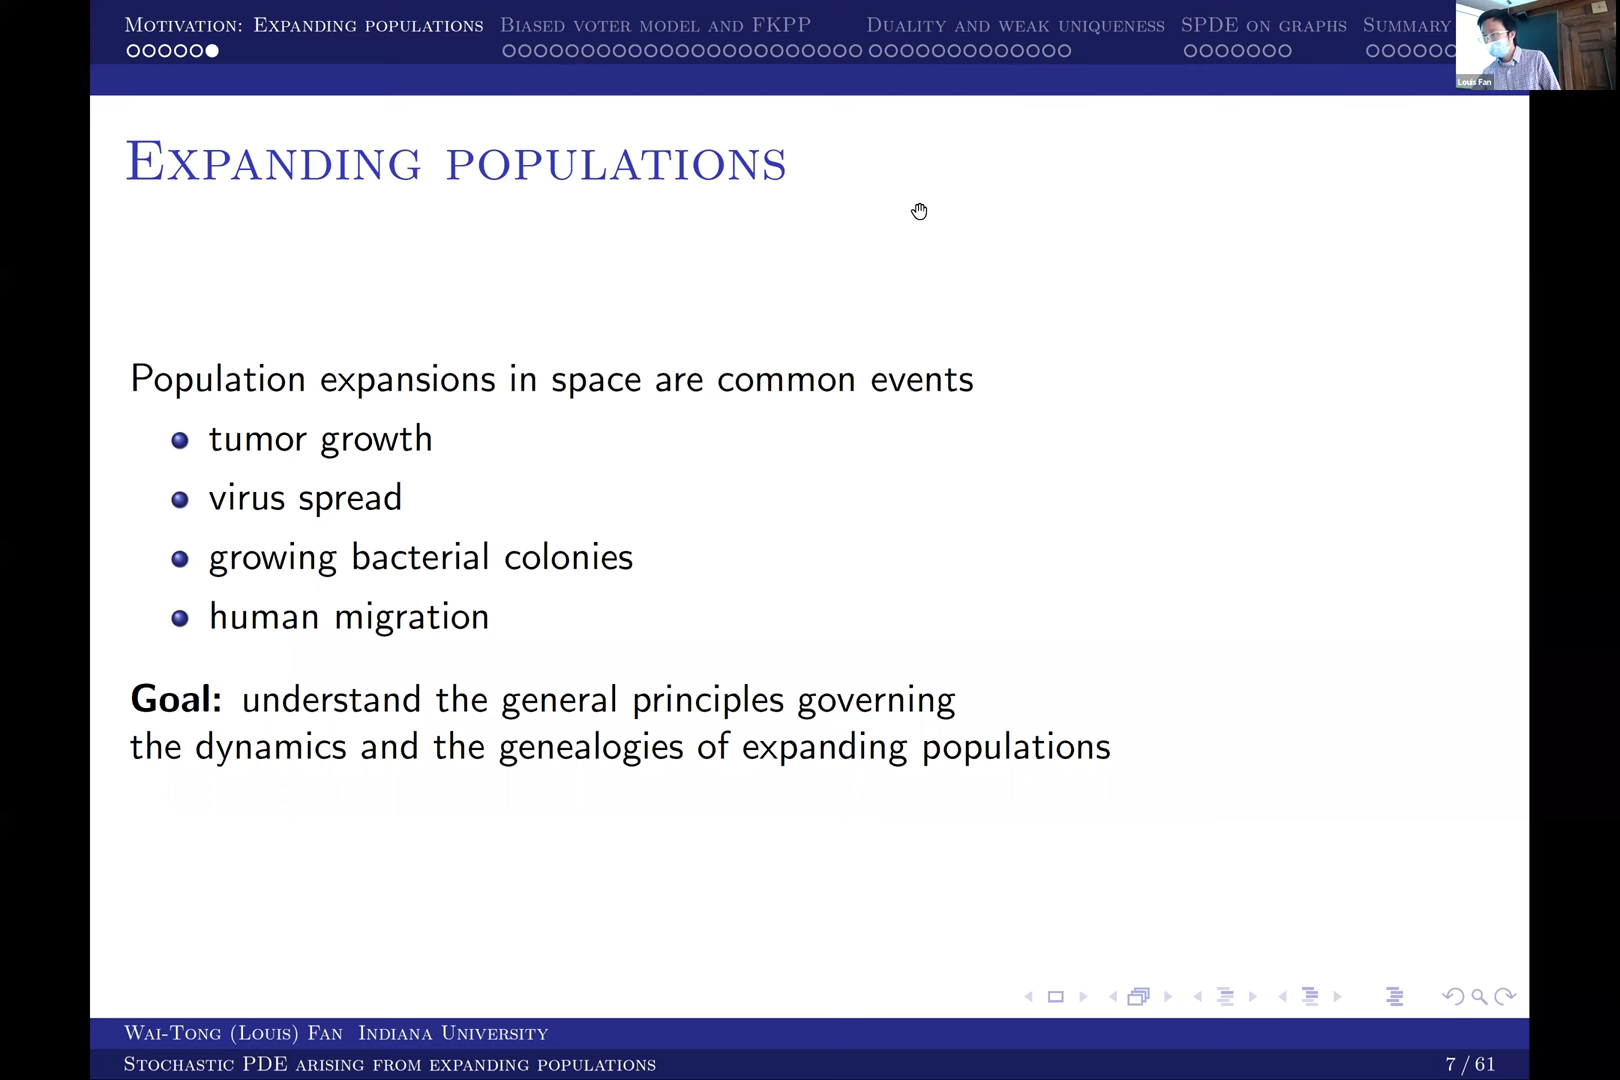 Motivation: Expanding populations Biased voter model and FKPP Duality and weak uniqueness SPDE on graphs Summary
Louis Fan
Expanding populations
Population expansions in space are common events
tumor growth
virus spread
growing bacterial colonies
human migration
Goal: understand the general principles governing
the dynamics and the genealogies of expanding populations
Wai-Tong (Louis) Fan Indiana University
Stochastic PDE arising from expanding populations 7 / 61